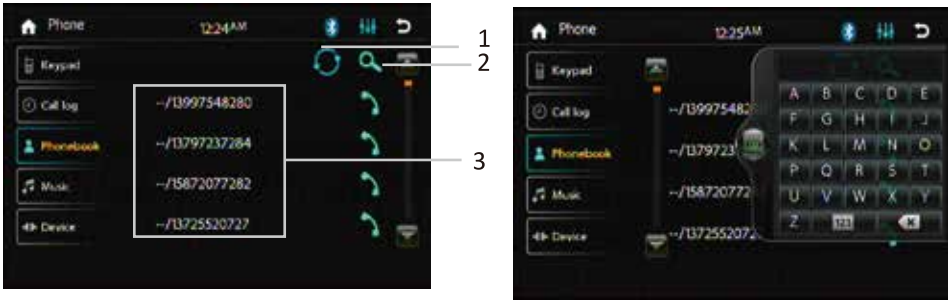 Phone 12:24AM
Keypad
Call log
Phonebook
Music
Device
--/13997548280
--/13797237284
--/15872077282
--/13725520727
1
2
3
Phone 12:25AM
Keypad
Call log
Phonebook
Music
Device
--/139975482
--/1379723
--/158720772
--/137255207
A B C D E
F G H I J
K L M N O
P Q R S T
U V W X Y
Z 123